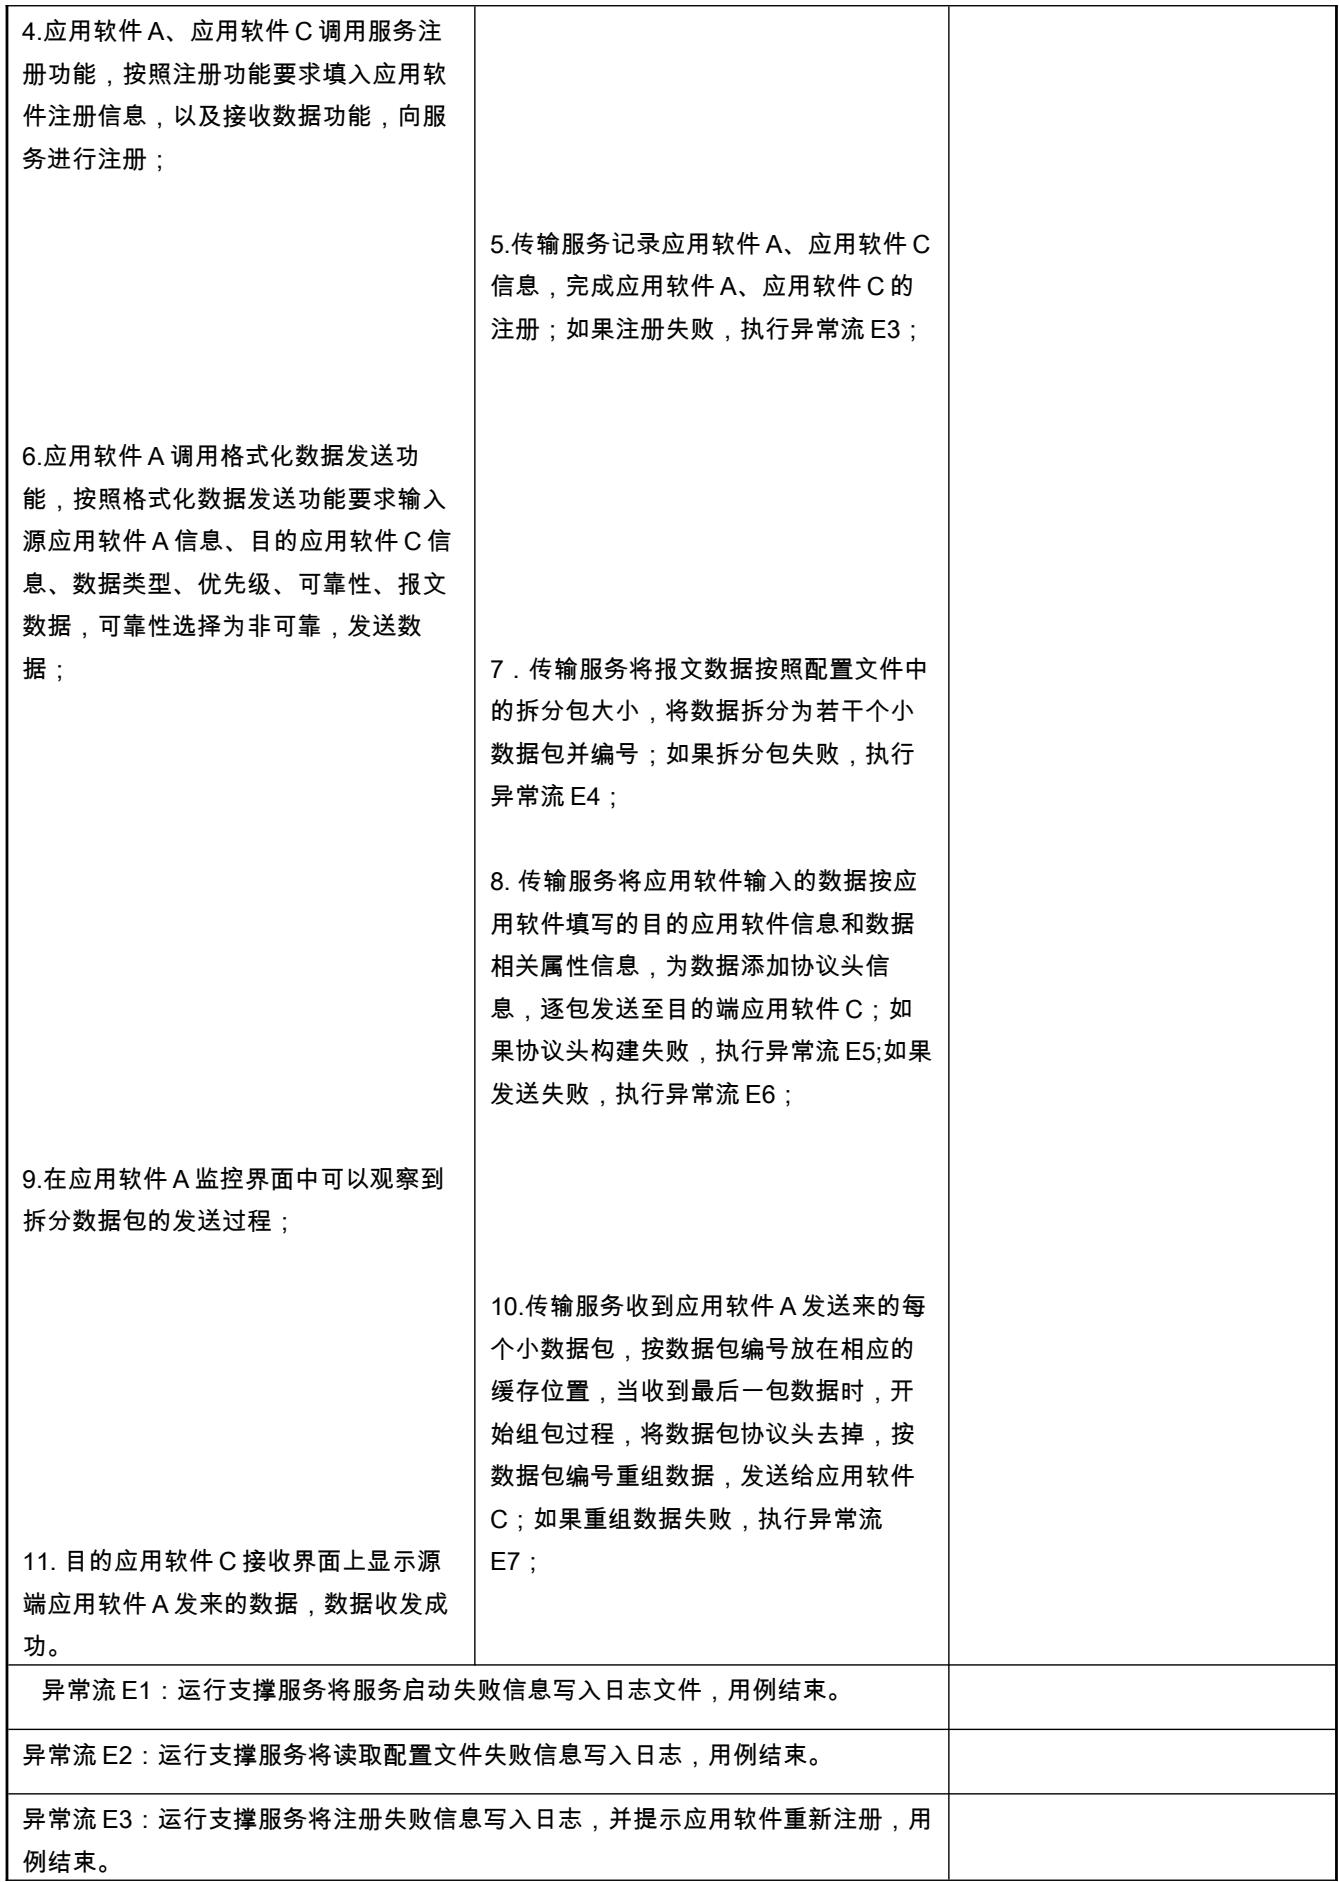 4.应用软件 A、应用软件 C 调用服务注
册功能，按照注册功能要求填入应用软
件注册信息，以及接收数据功能，向服
务进行注册；
5.传输服务记录应用软件 A、应用软件 C
信息，完成应用软件 A、应用软件 C 的
注册；如果注册失败，执行异常流 E3；
6.应用软件 A 调用格式化数据发送功
能，按照格式化数据发送功能要求输入
源应用软件 A 信息、目的应用软件 C 信
息、数据类型、优先级、可靠性、报文
数据，可靠性选择为非可靠，发送数
据；
7．传输服务将报文数据按照配置文件中
的拆分包大小，将数据拆分为若干个小
数据包并编号；如果拆分包失败，执行
异常流 E4；
8. 传输服务将应用软件输入的数据按应
用软件填写的目的应用软件信息和数据
相关属性信息，为数据添加协议头信
息，逐包发送至目的端应用软件 C；如
果协议头构建失败，执行异常流 E5;如果
发送失败，执行异常流 E6；
9.在应用软件 A 监控界面中可以观察到
拆分数据包的发送过程；
10.传输服务收到应用软件 A 发送来的每
个小数据包，按数据包编号放在相应的
缓存位置，当收到最后一包数据时，开
始组包过程，将数据包协议头去掉，按
数据包编号重组数据，发送给应用软件
C；如果重组数据失败，执行异常流
E7；
11. 目的应用软件 C 接收界面上显示源
端应用软件 A 发来的数据，数据收发成
功。
异常流 E1：运行支撑服务将服务启动失败信息写入日志文件，用例结束。
异常流 E2：运行支撑服务将读取配置文件失败信息写入日志，用例结束。
异常流 E3：运行支撑服务将注册失败信息写入日志，并提示应用软件重新注册，用
例结束。